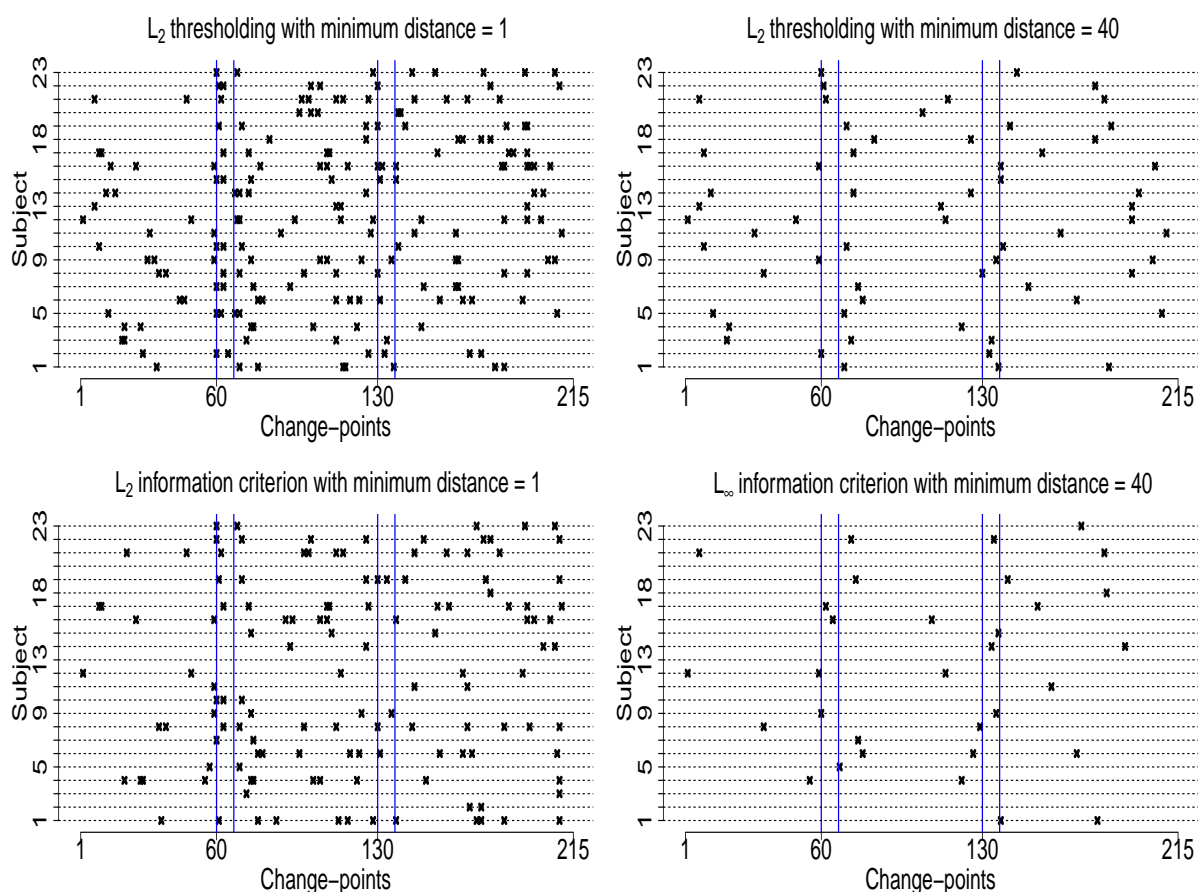 L2 thresholding with minimum distance = 1
23
18
13
9
5
1
Subject
1 60 130 215
Change−points
L2 thresholding with minimum distance = 40
23
18
13
9
5
1
Subject
1 60 130 215
Change−points
L2 information criterion with minimum distance = 1
23
18
13
9
5
1
Subject
1 60 130 215
Change−points
L∞ information criterion with minimum distance = 40
23
18
13
9
5
1
Subject
1 60 130 215
Change−points